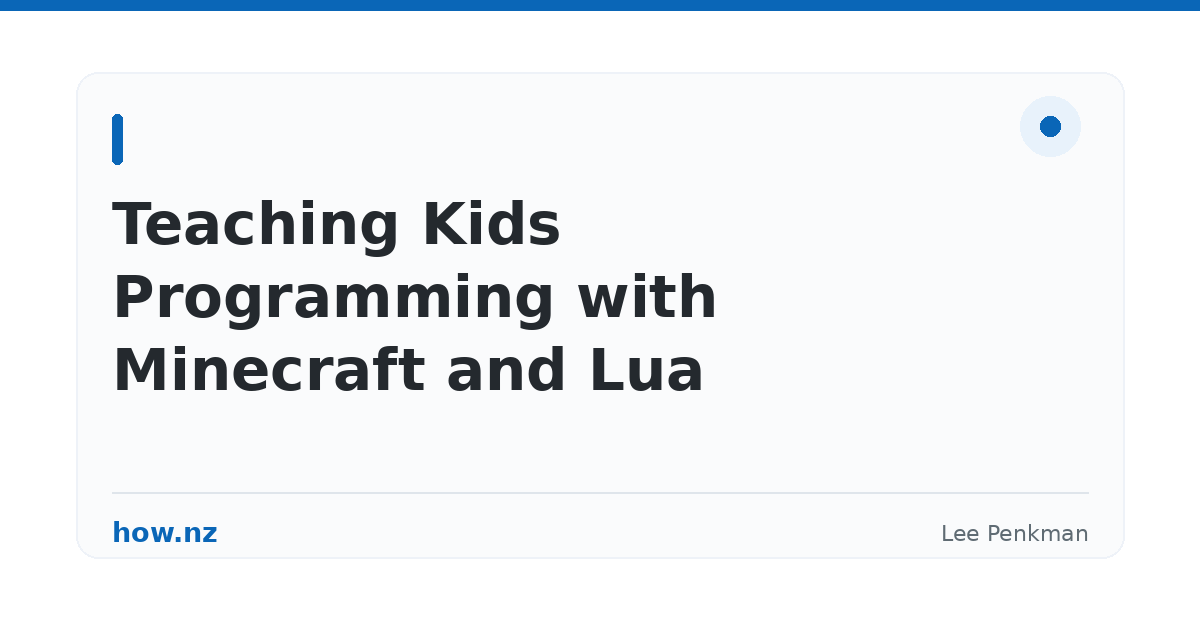 Teaching Kids
Programming with
Minecraft and Lua
how.nz
Lee Penkman